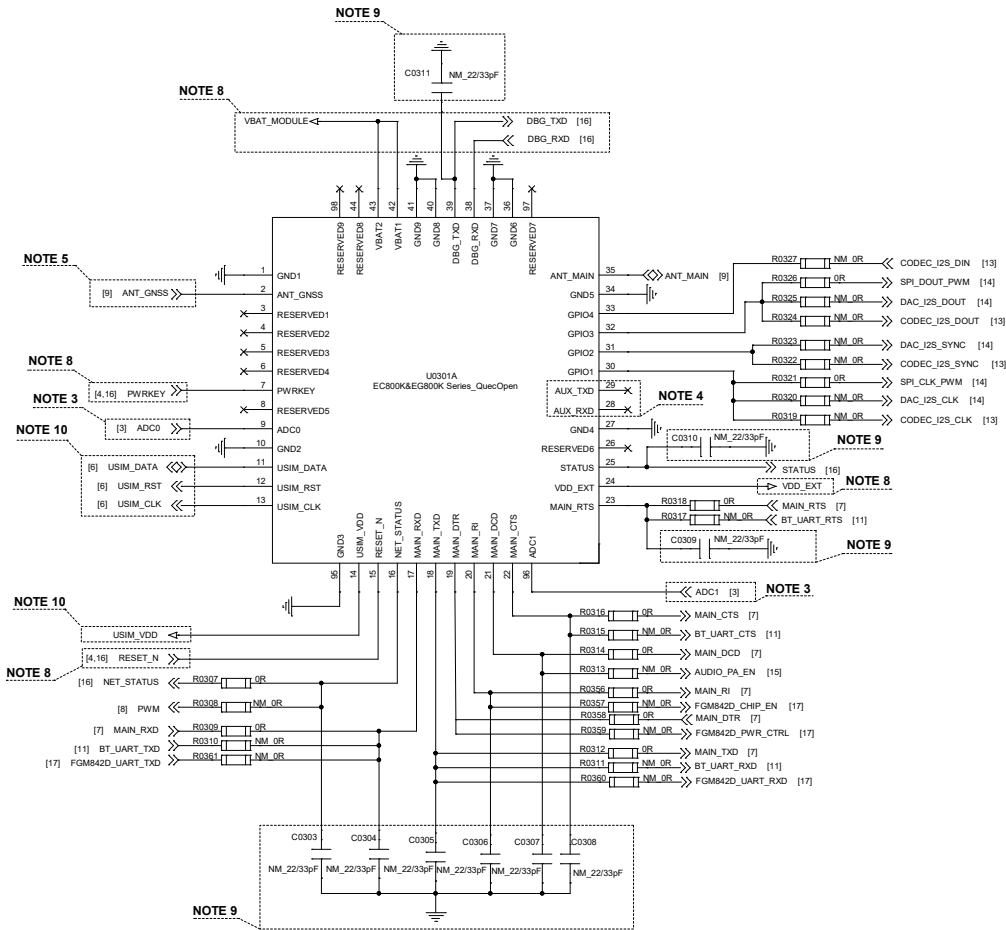 NOTE 9
C0311
NM_22/33pF
NOTE 8
VBAT_MODULE
DBG_TXD [16]
DBG_RXD [16]
98 44 43 42 41 40 39 38 37 36 97
RESERVED9
RESERVED8
VBAT2
VBAT1
GND9
GND8
DBG_TXD
DBG_RXD
GND7
GND6
RESERVED7
U0301A
EC800K&EG800K Series_QuecOpen
NOTE 5
[9] ANT_GNSS
NOTE 8
[4,16] PWRKEY
NOTE 3
[3] ADC0
NOTE 10
[6] USIM_DATA
[6] USIM_RST
[6] USIM_CLK
1 GND1
2 ANT_GNSS
3 RESERVED1
4 RESERVED2
5 RESERVED3
6 RESERVED4
7 PWRKEY
8 RESERVED5
9 ADC0
10 GND2
11 USIM_DATA
12 USIM_RST
13 USIM_CLK
ANT_MAIN 35 ANT_MAIN [9]
GND5 34
GPIO4 33
GPIO3 32
GPIO2 31
GPIO1 30
AUX_TXD 29
AUX_RXD 28
NOTE 4
GND4 27
RESERVED6 26
STATUS 25
VDD_EXT 24
MAIN_RTS 23
R0327 NM_0R CODEC_I2S_DIN [13]
R0326 0R SPI_DOUT_PWM [14]
R0325 NM_0R DAC_I2S_DOUT [14]
R0324 NM_0R CODEC_I2S_DOUT [13]
R0323 NM_0R DAC_I2S_SYNC [14]
R0322 NM_0R CODEC_I2S_SYNC [13]
R0321 0R SPI_CLK_PWM [14]
R0320 NM_0R DAC_I2S_CLK [14]
R0319 NM_0R CODEC_I2S_CLK [13]
C0310 NM_22/33pF
NOTE 9
STATUS [16]
VDD_EXT
NOTE 8
R0318 0R MAIN_RTS [7]
R0317 NM_0R BT_UART_RTS [11]
C0309 NM_22/33pF
NOTE 9
GND3
USIM_VDD
RESET_N
NET_STATUS
MAIN_RXD
MAIN_TXD
MAIN_DTR
MAIN_RI
MAIN_DCD
MAIN_CTS
ADC1
95 14 15 16 17 18 19 20 21 22 96
ADC1 [3]
NOTE 3
NOTE 10
USIM_VDD
NOTE 8
[4,16] RESET_N
[16] NET_STATUS R0307 0R
[8] PWM R0308 NM_0R
[7] MAIN_RXD R0309 0R
[11] BT_UART_TXD R0310 NM_0R
[17] FGM842D_UART_TXD R0361 NM_0R
R0316 0R MAIN_CTS [7]
R0315 NM_0R BT_UART_CTS [11]
R0314 0R MAIN_DCD [7]
R0313 NM_0R AUDIO_PA_EN [15]
R0356 0R MAIN_RI [7]
R0357 NM_0R FGM842D_CHIP_EN [17]
R0358 0R MAIN_DTR [7]
R0359 NM_0R FGM842D_PWR_CTRL [17]
R0312 0R MAIN_TXD [7]
R0311 NM_0R BT_UART_RXD [11]
R0360 NM_0R FGM842D_UART_RXD [17]
C0303 C0304 C0305 C0306 C0307 C0308
NM_22/33pF NM_22/33pF NM_22/33pF NM_22/33pF NM_22/33pF NM_22/33pF
NOTE 9